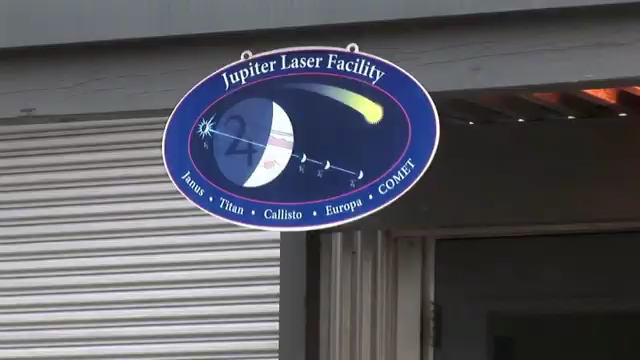 Jupiter Laser Facility
Janus • Titan • Callisto • Europa • COMET